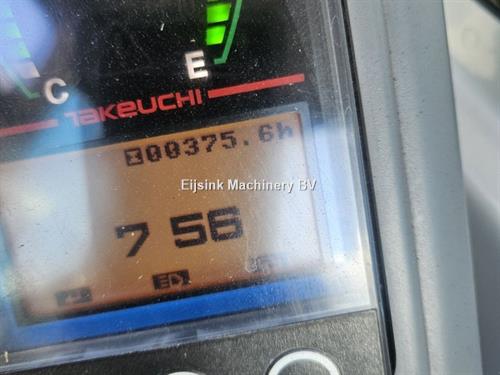 C
E
TAKEUCHI
00375.6h
Eijsink Machinery BV
7 56